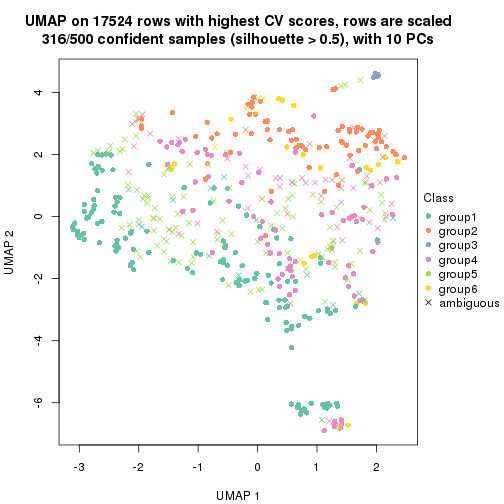 UMAP on 17524 rows with highest CV scores, rows are scaled
316/500 confident samples (silhouette > 0.5), with 10 PCs
4
2
0
-2
-4
-6
UMAP 2
-3
-2
-1
0
1
2
UMAP 1
Class
group1
group2
group3
group4
group5
group6
ambiguous